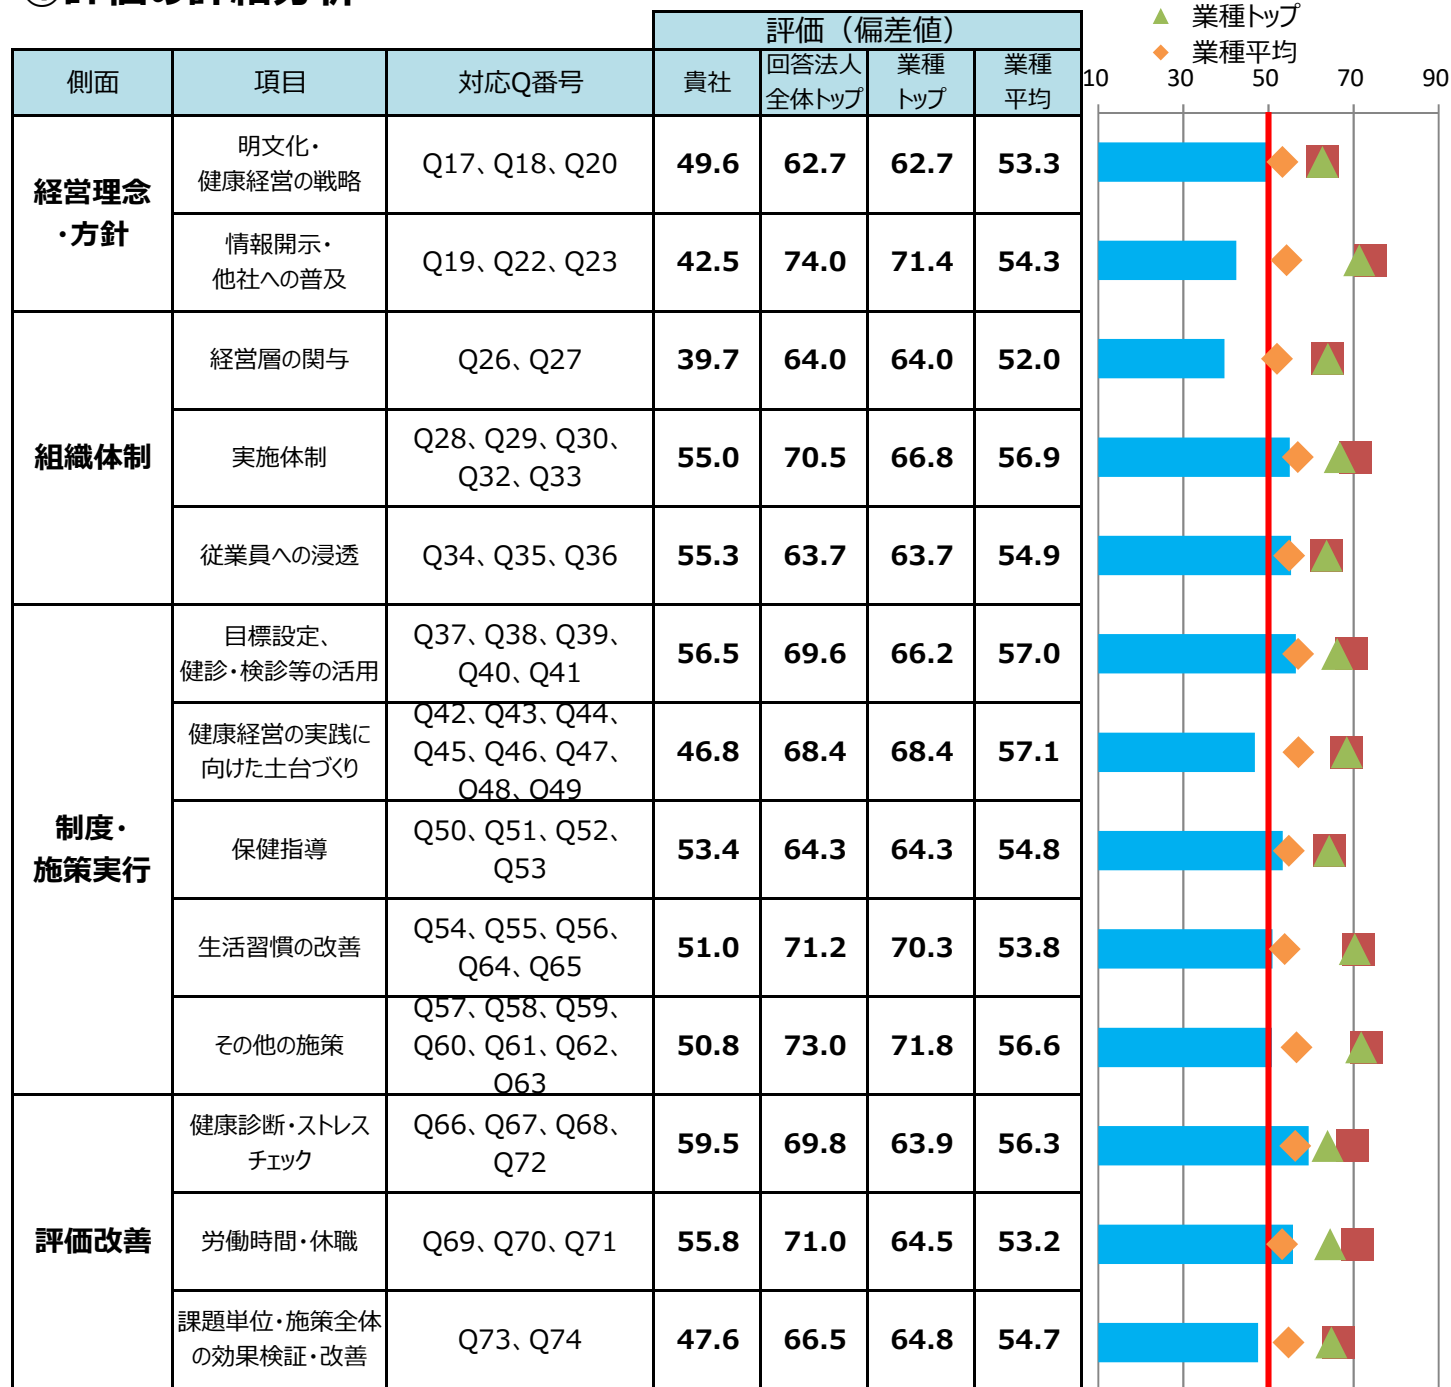 ①評価の詳細分析
▲ 業種トップ
◆ 業種平均
評価（偏差値）
側面 項目 対応Q番号 貴社 回答法人 業種 業種
全体トップ トップ 平均
10 30 50 70 90
経営理念
・方針
明文化・
健康経営の戦略
Q17、Q18、Q20 49.6 62.7 62.7 53.3
情報開示・
他社への普及
Q19、Q22、Q23 42.5 74.0 71.4 54.3
組織体制
経営層の関与 Q26、Q27 39.7 64.0 64.0 52.0
実施体制
Q28、Q29、Q30、
Q32、Q33
55.0 70.5 66.8 56.9
従業員への浸透 Q34、Q35、Q36 55.3 63.7 63.7 54.9
制度・
施策実行
目標設定、
健診・検診等の活用
Q37、Q38、Q39、
Q40、Q41
56.5 69.6 66.2 57.0
健康経営の実践に
向けた土台づくり
Q42、Q43、Q44、
Q45、Q46、Q47、
Q48、Q49
46.8 68.4 68.4 57.1
保健指導
Q50、Q51、Q52、
Q53
53.4 64.3 64.3 54.8
生活習慣の改善
Q54、Q55、Q56、
Q64、Q65
51.0 71.2 70.3 53.8
その他の施策
Q57、Q58、Q59、
Q60、Q61、Q62、
Q63
50.8 73.0 71.8 56.6
評価改善
健康診断・ストレス
チェック
Q66、Q67、Q68、
Q72
59.5 69.8 63.9 56.3
労働時間・休職 Q69、Q70、Q71 55.8 71.0 64.5 53.2
課題単位・施策全体
の効果検証・改善
Q73、Q74 47.6 66.5 64.8 54.7